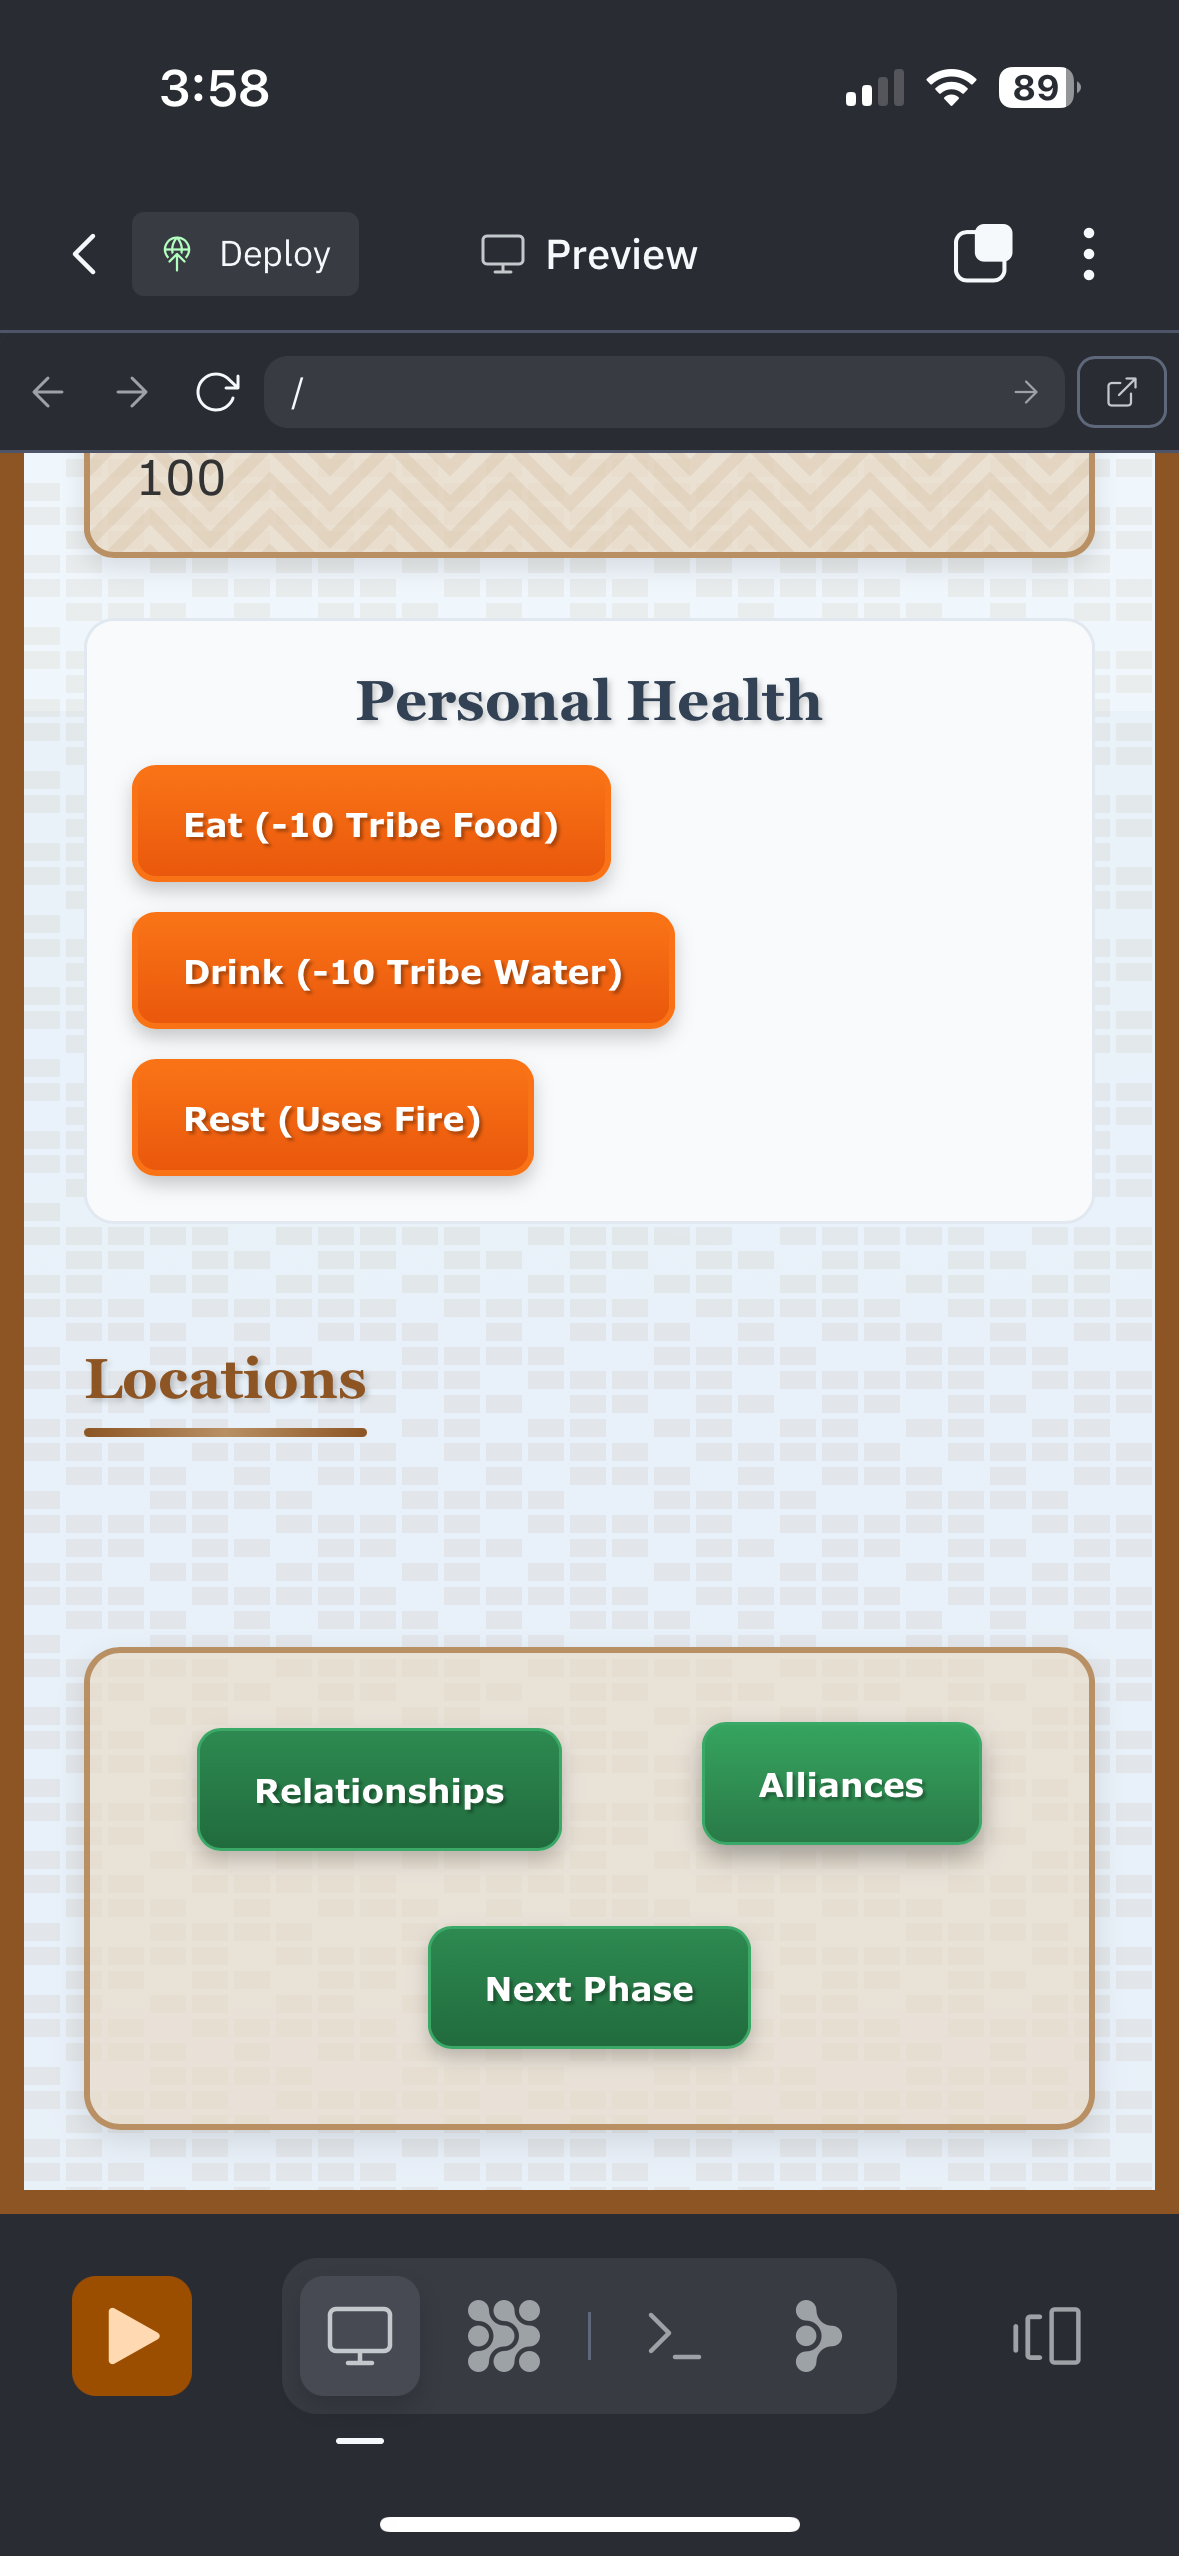 3:58
89
Deploy
Preview
/
100
Personal Health
Eat (-10 Tribe Food)
Drink (-10 Tribe Water)
Rest (Uses Fire)
Locations
Relationships
Alliances
Next Phase